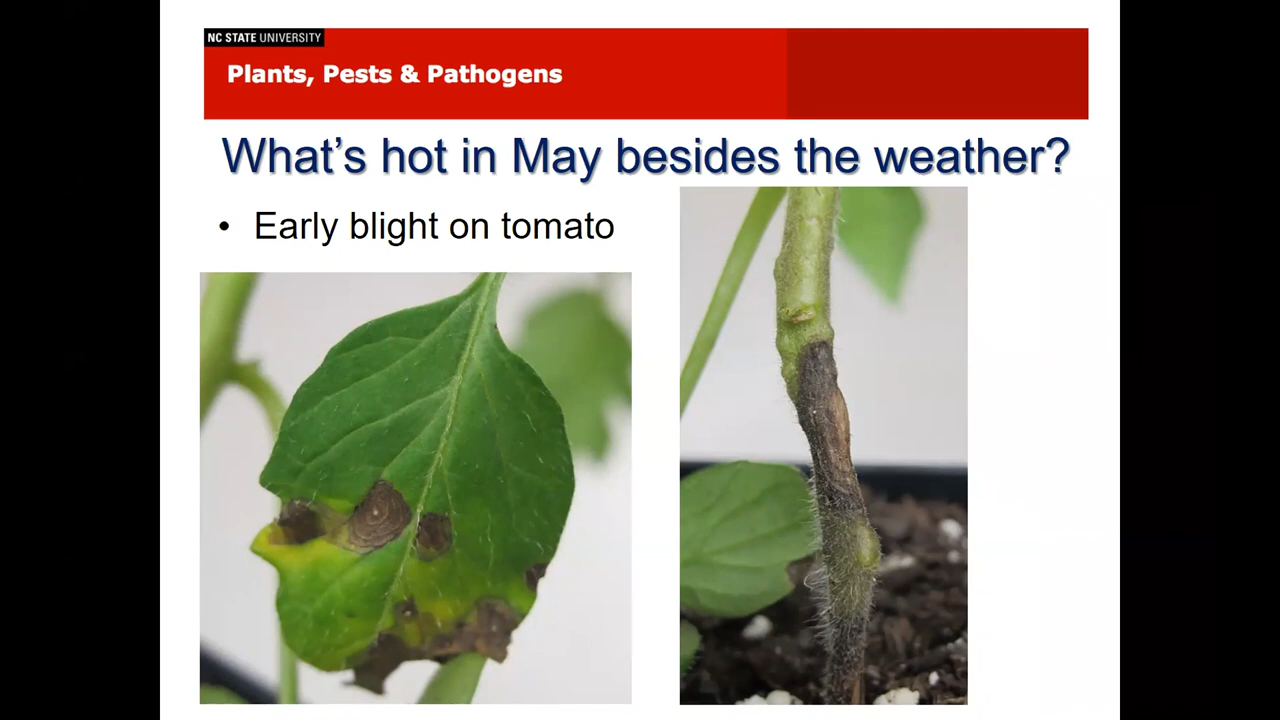 NC STATE UNIVERSITY
Plants, Pests & Pathogens
What's hot in May besides the weather?
• Early blight on tomato